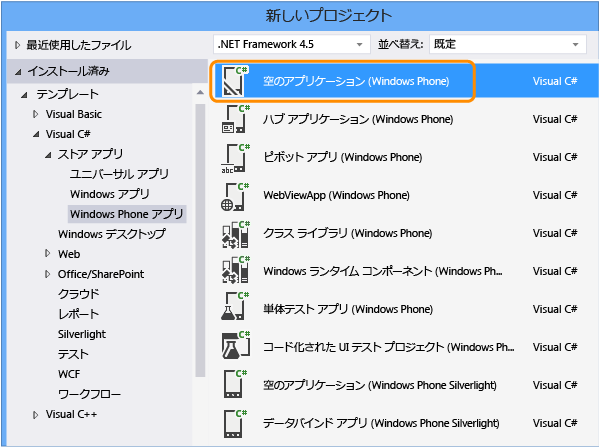 新しいプロジェクト
最近使用したファイル
.NET Framework 4.5 並べ替え: 既定
インストール済み
テンプレート
Visual Basic
Visual C#
ストア アプリ
ユニバーサル アプリ
Windows アプリ
Windows Phone アプリ
Windows デスクトップ
Web
Office/SharePoint
クラウド
レポート
Silverlight
テスト
WCF
ワークフロー
Visual C++
C# 空のアプリケーション (Windows Phone) Visual C#
C# ハブ アプリケーション (Windows Phone) Visual C#
C# abc ピボット アプリ (Windows Phone) Visual C#
C# WebViewApp (Windows Phone) Visual C#
C# クラス ライブラリ (Windows Phone) Visual C#
C# Windows ランタイム コンポーネント (Windows Ph... Visual C#
C# 単体テスト アプリ (Windows Phone) Visual C#
C# コード化された UI テスト プロジェクト (Windows Ph... Visual C#
C# 空のアプリケーション (Windows Phone Silverlight) Visual C#
C# データバインド アプリ (Windows Phone Silverlight) Visual C#